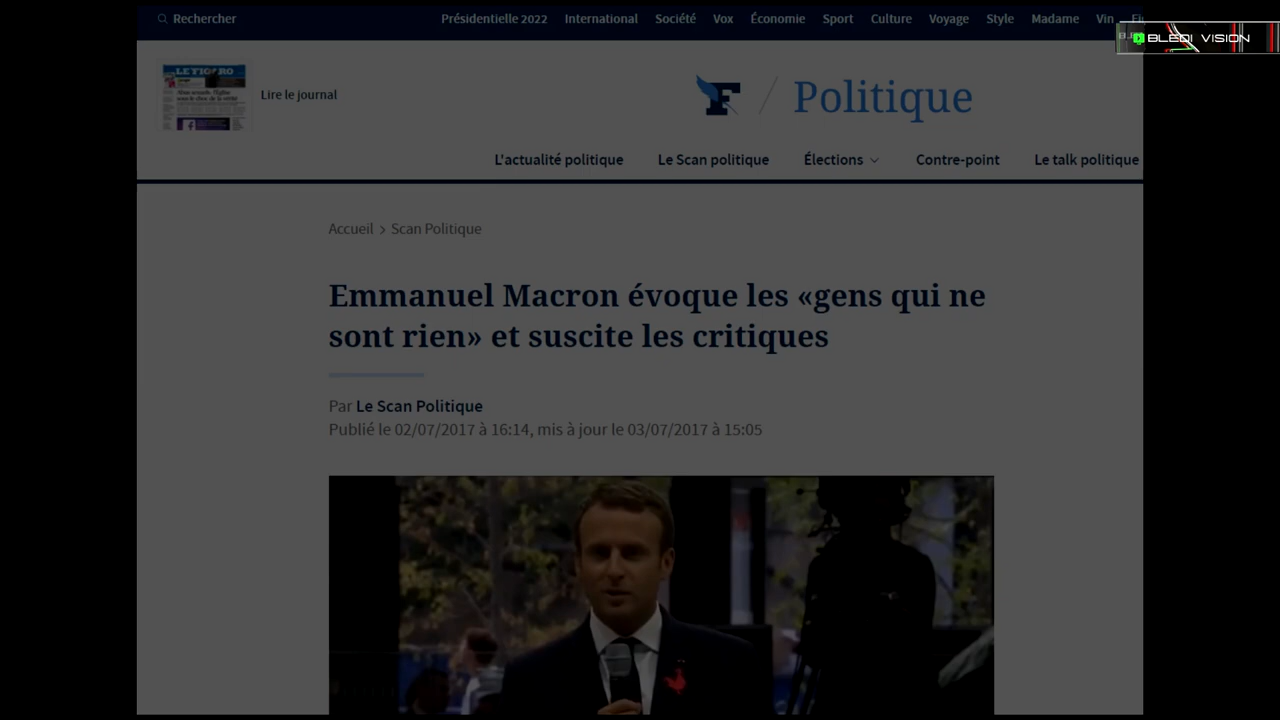 Rechercher
Présidentielle 2022 International Société Vox Économie Sport Culture Voyage Style Madame Vin
BLEQI VISION
LE FIGARO
Lire le journal
F / Politique
L'actualité politique Le Scan politique Élections Contre-point Le talk politique
Accueil > Scan Politique
Emmanuel Macron évoque les «gens qui ne
sont rien» et suscite les critiques
Par Le Scan Politique
Publié le 02/07/2017 à 16:14, mis à jour le 03/07/2017 à 15:05